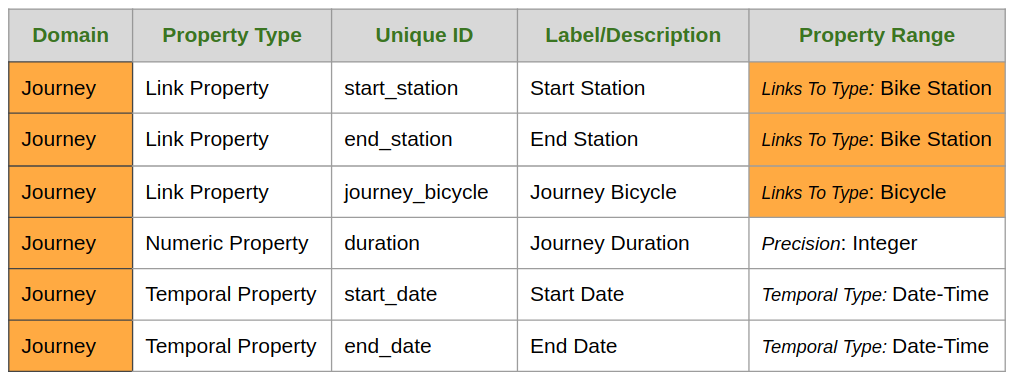 Domain Property Type Unique ID Label/Description Property Range
Journey Link Property start_station Start Station Links To Type: Bike Station
Journey Link Property end_station End Station Links To Type: Bike Station
Journey Link Property journey_bicycle Journey Bicycle Links To Type: Bicycle
Journey Numeric Property duration Journey Duration Precision: Integer
Journey Temporal Property start_date Start Date Temporal Type: Date-Time
Journey Temporal Property end_date End Date Temporal Type: Date-Time